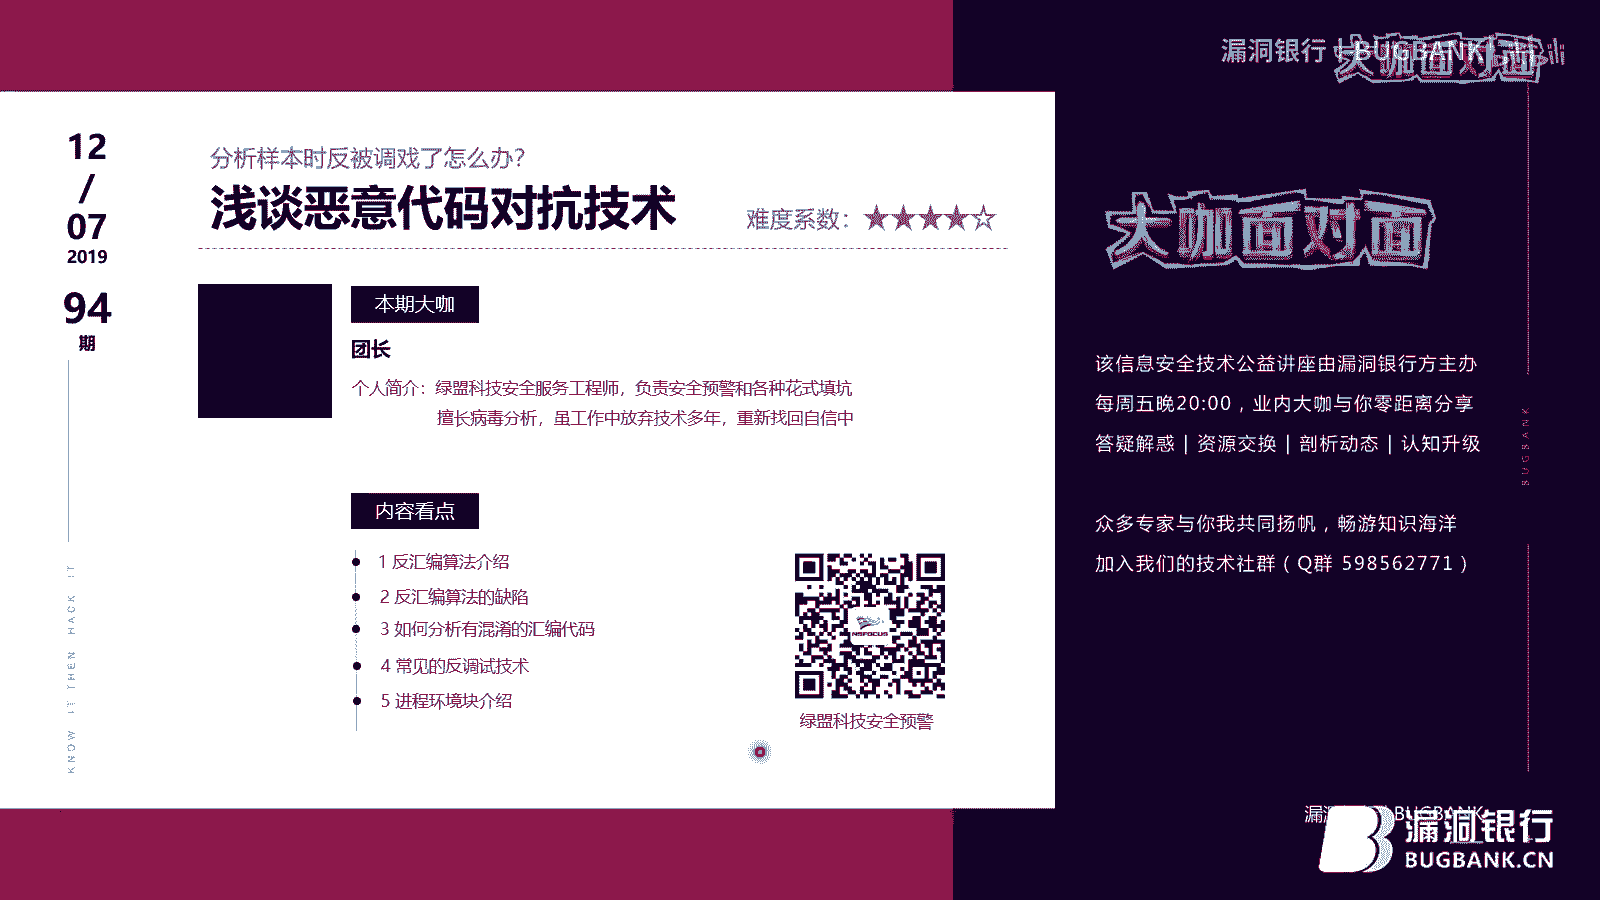 漏洞银行 | BUGBANK
大咖面对面
12
/
07
2019
94
期
KNOW IT THEN HACK IT
分析样本时反被调戏了怎么办?
浅谈恶意代码对抗技术
难度系数：★★★★☆
本期大咖
团长
个人简介：绿盟科技安全服务工程师，负责安全预警和各种花式填坑
擅长病毒分析，虽工作中放弃技术多年，重新找回自信中
内容看点
1 反汇编算法介绍
2 反汇编算法的缺陷
3 如何分析有混淆的汇编代码
4 常见的反调试技术
5 进程环境块介绍
NSFOCUS
绿盟科技安全预警
大咖面对面
该信息安全技术公益讲座由漏洞银行方主办
每周五晚20:00，业内大咖与你零距离分享
答疑解惑 | 资源交换 | 剖析动态 | 认知升级
众多专家与你我共同扬帆，畅游知识海洋
加入我们的技术社群（Q群 598562771）
BUGBANK
BUGBANK
漏洞银行
BUGBANK.CN